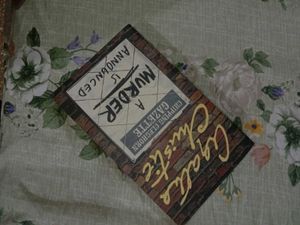 Agatha
Christie
CHIPPING CLEGHORN
GAZETTE
A
MURDER
IS
ANNOUNCED